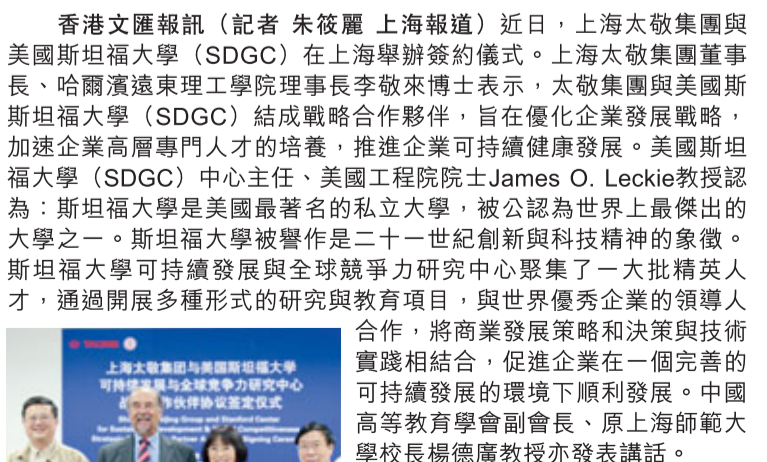 香港文匯報訊（記者 朱筱麗 上海報道）近日，上海太敬集團與
美國斯坦福大學（SDGC）在上海舉辦簽約儀式。上海太敬集團董事
長、哈爾濱遠東理工學院理事長李敬來博士表示，太敬集團與美國斯
斯坦福大學（SDGC）結成戰略合作夥伴，旨在優化企業發展戰略，
加速企業高層專門人才的培養，推進企業可持續健康發展。美國斯坦
福大學（SDGC）中心主任、美國工程院院士James O. Leckie教授認
為：斯坦福大學是美國最著名的私立大學，被公認為世界上最傑出的
大學之一。斯坦福大學被譽作是二十一世紀創新與科技精神的象徵。
斯坦福大學可持續發展與全球競爭力研究中心聚集了一大批精英人
才，通過開展多種形式的研究與教育項目，與世界優秀企業的領導人
合作，將商業發展策略和決策與技術
實踐相結合，促進企業在一個完善的
可持續發展的環境下順利發展。中國
高等教育學會副會長、原上海師範大
學校長楊德廣教授亦發表講話。
上海太敬集团与美国斯坦福大学
可持续发展与全球竞争力研究中心
战 作伙伴协议签定仪式